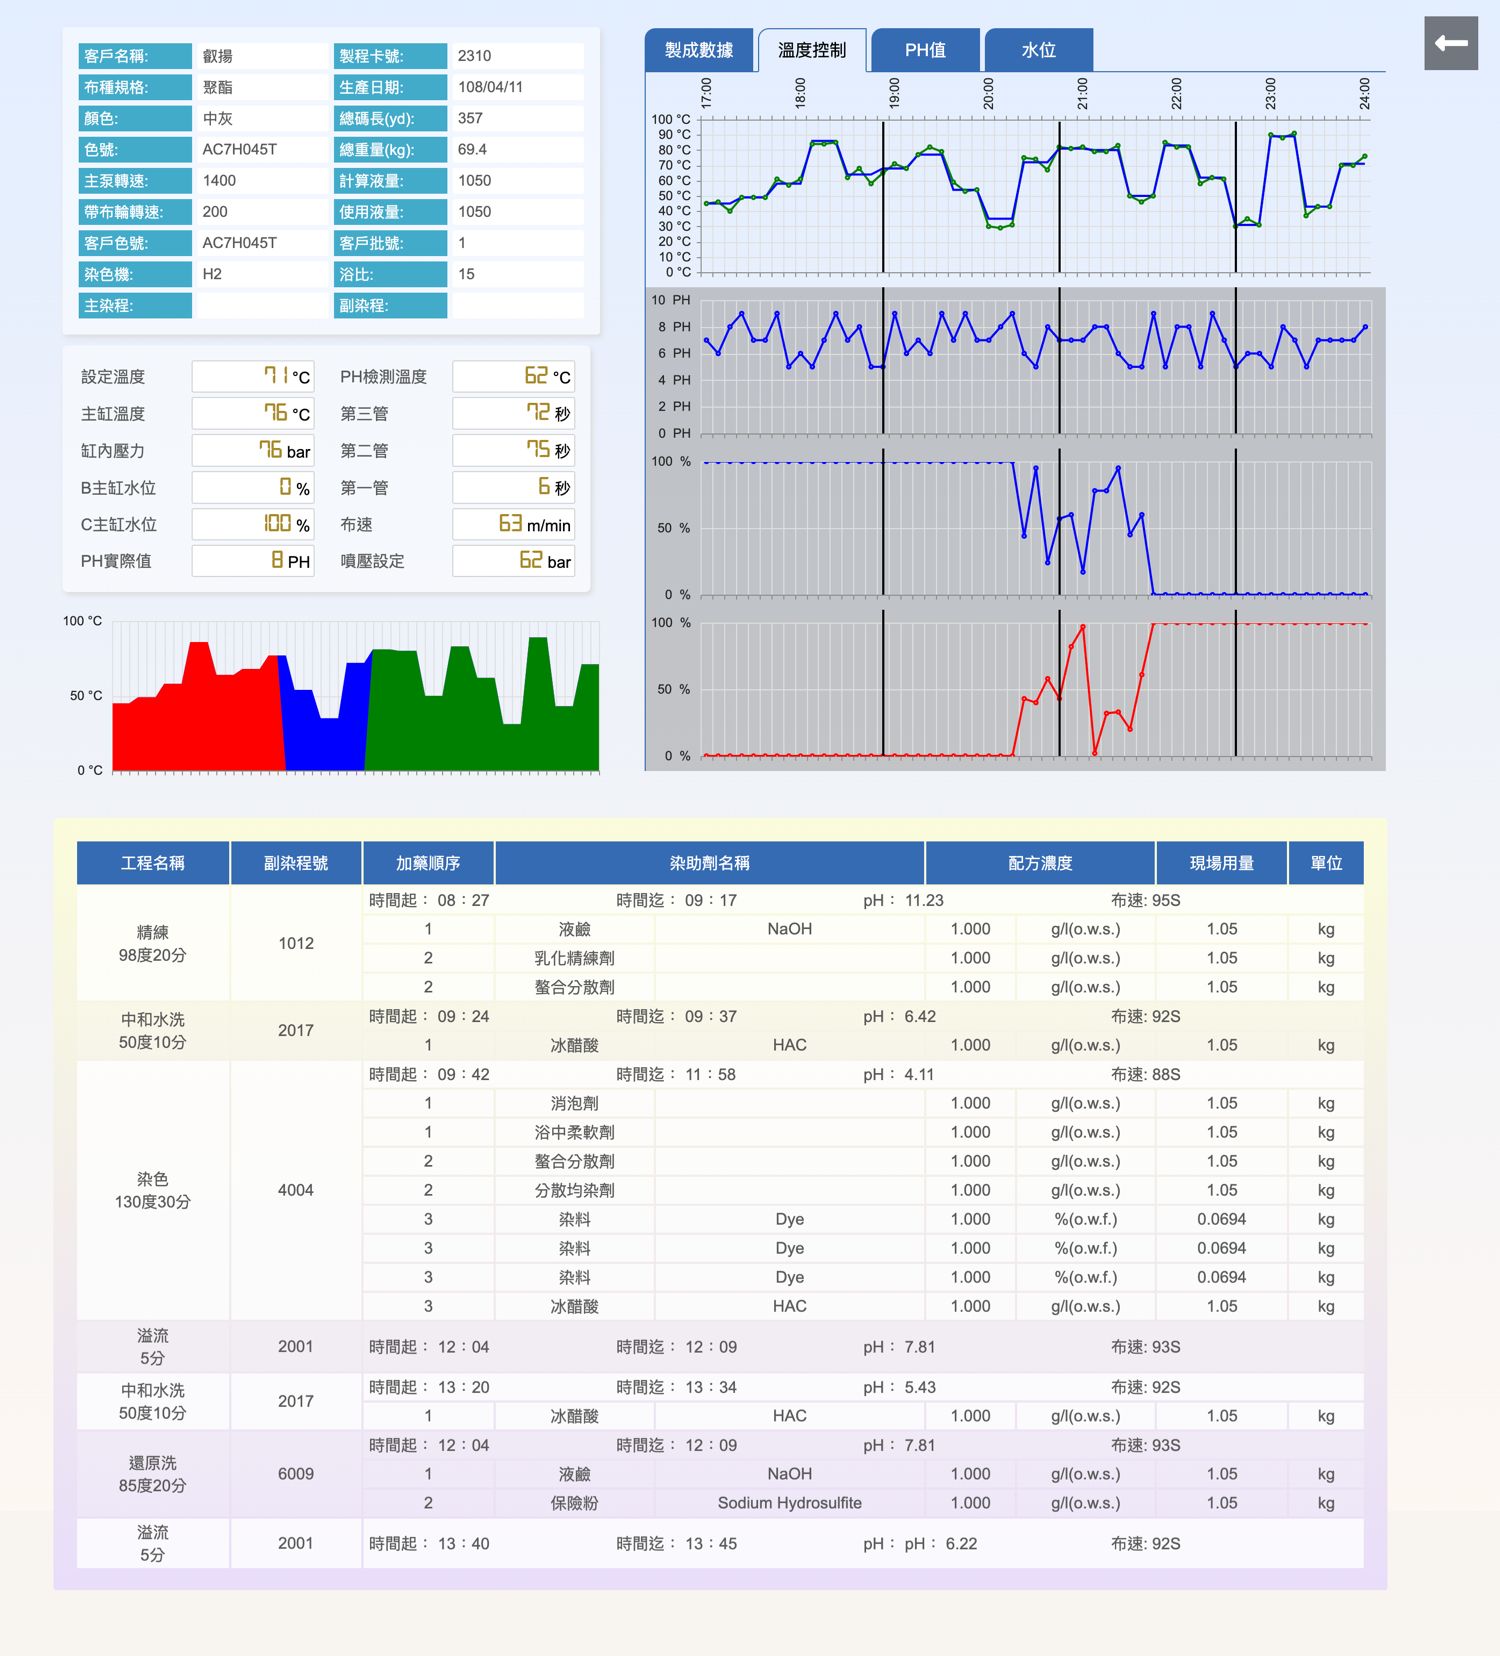 客戶名稱: 叡揚 製程卡號: 2310
布種規格: 聚酯 生產日期: 108/04/11
顏色: 中灰 總碼長(yd): 357
色號: AC7H045T 總重量(kg): 69.4
主泵轉速: 1400 計算液量: 1050
帶布輪轉速: 200 使用液量: 1050
客戶色號: AC7H045T 客戶批號: 1
染色機: H2 浴比: 15
主染程: 副染程:
設定溫度 71 °C PH檢測溫度 62 °C
主缸溫度 76 °C 第三管 72 秒
缸內壓力 76 bar 第二管 75 秒
B主缸水位 0 % 第一管 6 秒
C主缸水位 100 % 布速 63 m/min
PH實際值 8 PH 噴壓設定 62 bar
100 °C
50 °C
0 °C
製成數據 溫度控制 PH值 水位
17:00 18:00 19:00 20:00 21:00 22:00 23:00 24:00
100 °C
90 °C
80 °C
70 °C
60 °C
50 °C
40 °C
30 °C
20 °C
10 °C
0 °C
10 PH
8 PH
6 PH
4 PH
2 PH
0 PH
100 %
50 %
0 %
100 %
50 %
0 %
工程名稱 副染程號 加藥順序 染助劑名稱 配方濃度 現場用量 單位
精練
98度20分
1012
時間起： 08：27 時間迄： 09：17 pH： 11.23 布速: 95S
1 液鹼 NaOH 1.000 g/l(o.w.s.) 1.05 kg
2 乳化精練劑 1.000 g/l(o.w.s.) 1.05 kg
2 螯合分散劑 1.000 g/l(o.w.s.) 1.05 kg
中和水洗
50度10分
2017
時間起： 09：24 時間迄： 09：37 pH： 6.42 布速: 92S
1 冰醋酸 HAC 1.000 g/l(o.w.s.) 1.05 kg
染色
130度30分
4004
時間起： 09：42 時間迄： 11：58 pH： 4.11 布速: 88S
1 消泡劑 1.000 g/l(o.w.s.) 1.05 kg
1 浴中柔軟劑 1.000 g/l(o.w.s.) 1.05 kg
2 螯合分散劑 1.000 g/l(o.w.s.) 1.05 kg
2 分散均染劑 1.000 g/l(o.w.s.) 1.05 kg
3 染料 Dye 1.000 %(o.w.f.) 0.0694 kg
3 染料 Dye 1.000 %(o.w.f.) 0.0694 kg
3 染料 Dye 1.000 %(o.w.f.) 0.0694 kg
3 冰醋酸 HAC 1.000 g/l(o.w.s.) 1.05 kg
溢流
5分
2001
時間起： 12：04 時間迄： 12：09 pH： 7.81 布速: 93S
中和水洗
50度10分
2017
時間起： 13：20 時間迄： 13：34 pH： 5.43 布速: 92S
1 冰醋酸 HAC 1.000 g/l(o.w.s.) 1.05 kg
還原洗
85度20分
6009
時間起： 12：04 時間迄： 12：09 pH： 7.81 布速: 93S
1 液鹼 NaOH 1.000 g/l(o.w.s.) 1.05 kg
2 保險粉 Sodium Hydrosulfite 1.000 g/l(o.w.s.) 1.05 kg
溢流
5分
2001
時間起： 13：40 時間迄： 13：45 pH： pH： 6.22 布速: 92S